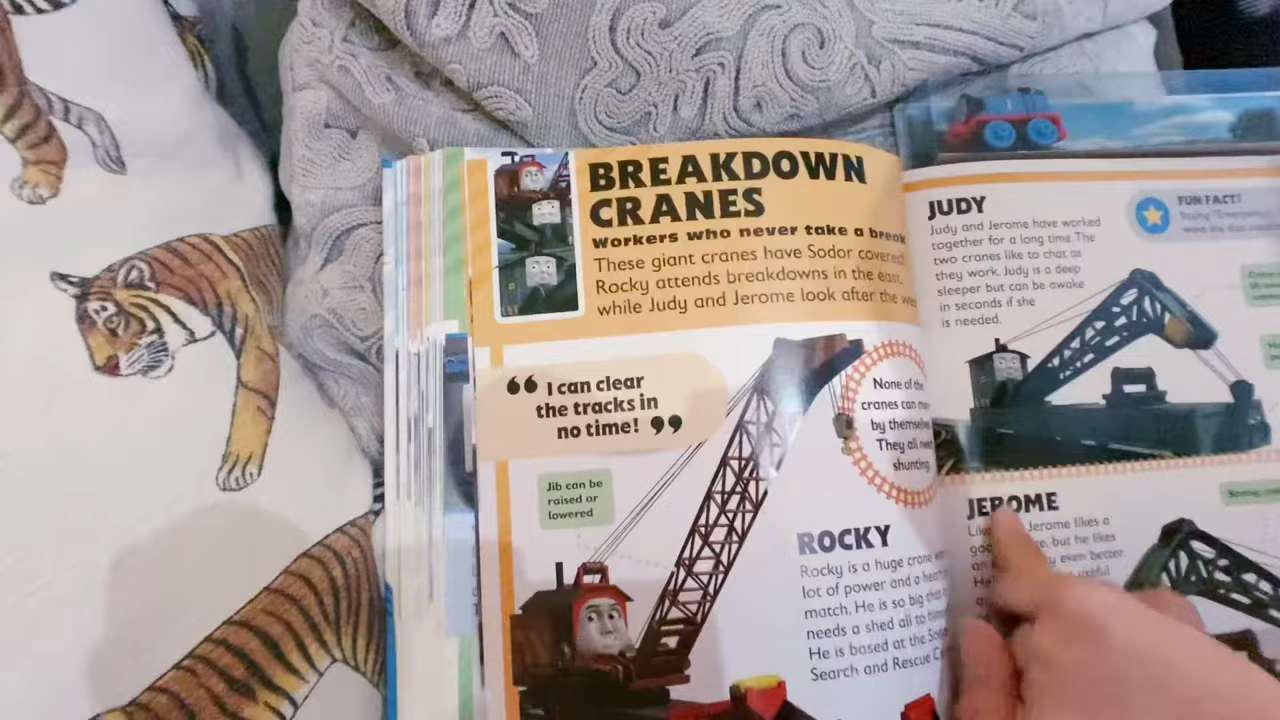 BREAKDOWN
CRANES
Workers who never take a break
These giant cranes have Sodor covered!
Rocky attends breakdowns in the east,
while Judy and Jerome look after the
I can clear
the tracks in
no time!
Jib can be
raised or
lowered
None of the
cranes can
by themselves.
They all need
shunting.
ROCKY
Rocky is a huge crane
lot of power and a
match. He is so big
needs a shed all to
He is based at the
Search and Rescue
JUDY
Judy and Jerome have worked
together for a long time. The
two cranes like to chat as
they work. Judy is a deep
sleeper but can be awake
in seconds if she
is needed.
FUN FACT!
JEROME
Jerome likes a
but he likes
even better.